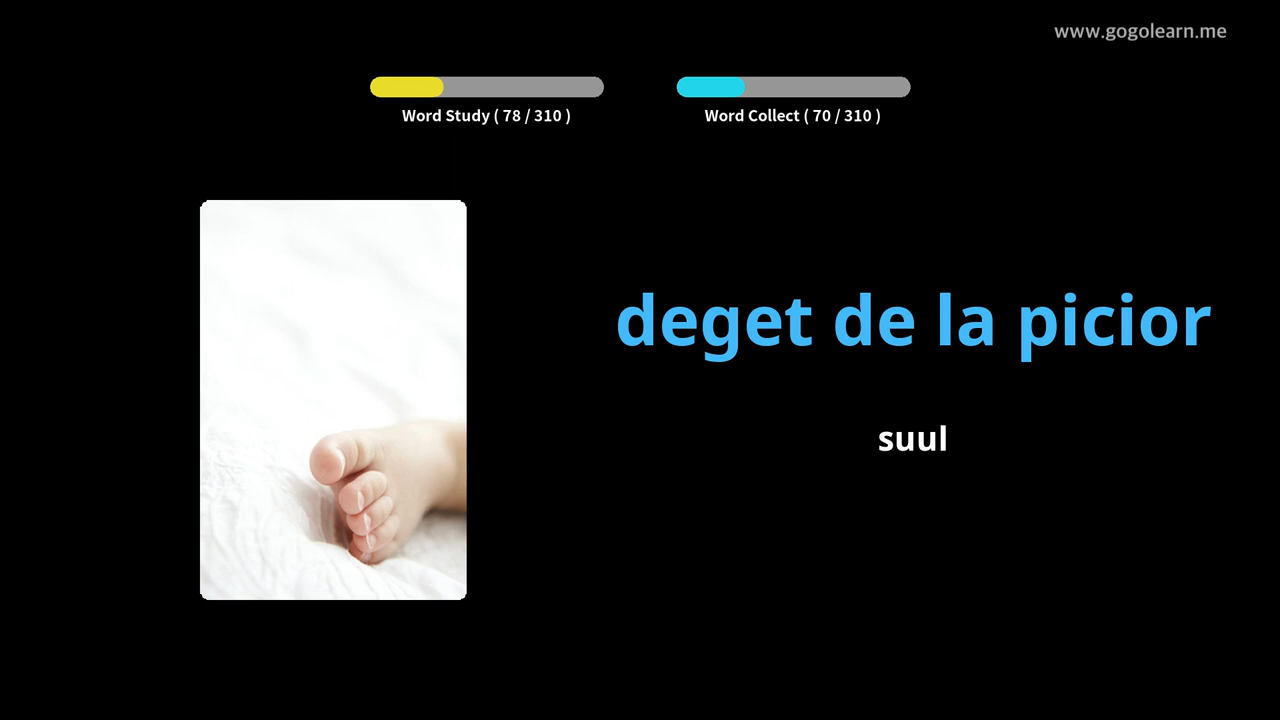 www.gogolearn.me
Word Study ( 78 / 310 )
Word Collect ( 70 / 310 )
deget de la picior
suul